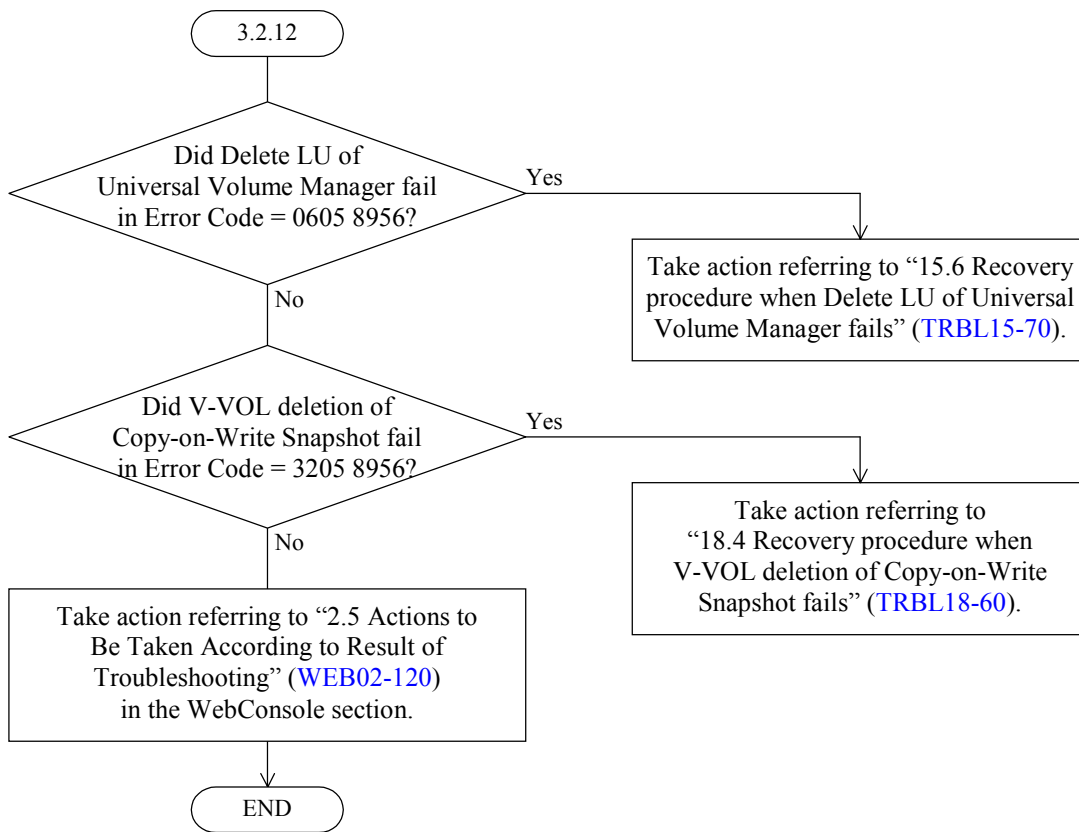 3.2.12
Did Delete LU of
Universal Volume Manager fail
in Error Code = 0605 8956?
Yes
Take action referring to “15.6 Recovery
procedure when Delete LU of Universal
Volume Manager fails” (TRBL15-70).
No
Did V-VOL deletion of
Copy-on-Write Snapshot fail
in Error Code = 3205 8956?
Yes
Take action referring to
“18.4 Recovery procedure when
V-VOL deletion of Copy-on-Write
Snapshot fails” (TRBL18-60).
No
Take action referring to “2.5 Actions to
Be Taken According to Result of
Troubleshooting” (WEB02-120)
in the WebConsole section.
END